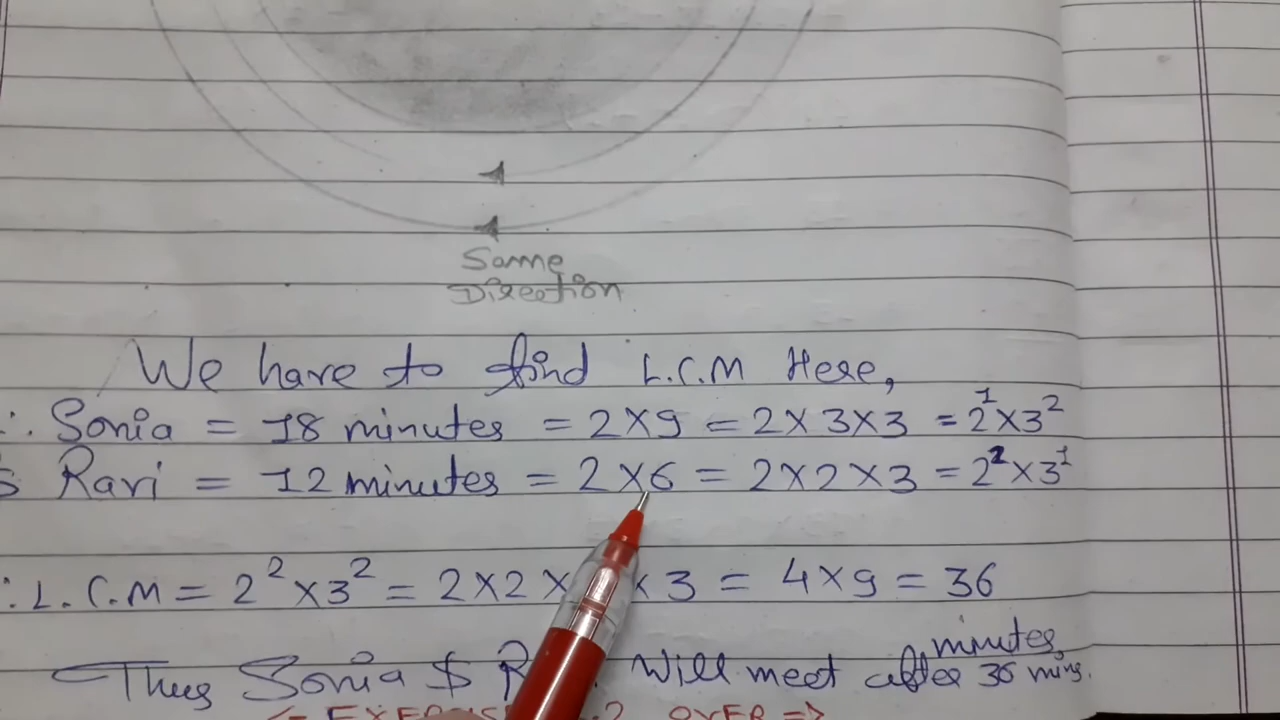 Same
Direction
We have to find L.C.M Here,
∴ Sonia = 18 minutes = 2×9 = 2×3×3 = 2¹×3²
Ravi = 12 minutes = 2×6 = 2×2×3 = 2²×3¹
∴ L.C.M = 2²×3² = 2×2× ×3 = 4×9 = 36
minutes,
Thus Sonia $ will meet after 36 mins.
OVER ⇒